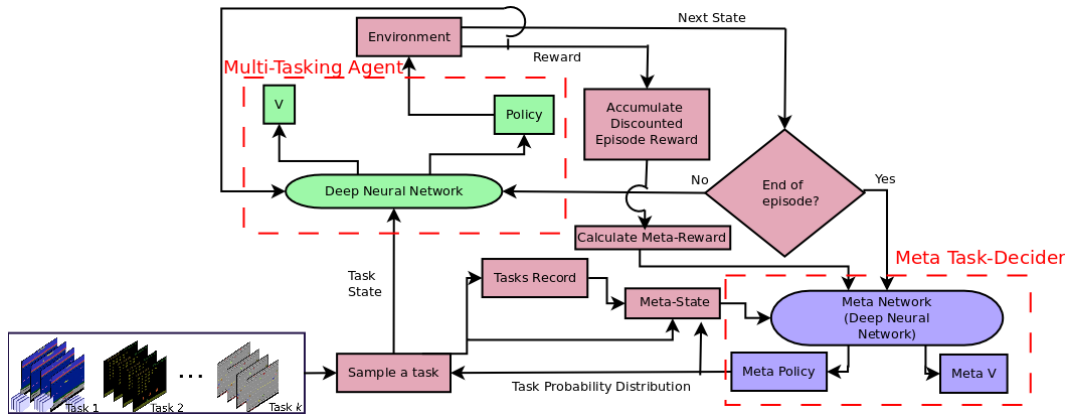 Next State
Environment
Reward
Multi-Tasking Agent
V
Policy
Accumulate
Discounted
Episode Reward
No
End of
episode?
Yes
Deep Neural Network
Calculate Meta-Reward
Meta Task-Decider
Task
State
Tasks Record
Meta-State
Meta Network
(Deep Neural
Network)
Sample a task
Task Probability Distribution
Meta Policy
Meta V
Task 1
Task 2
...
Task k